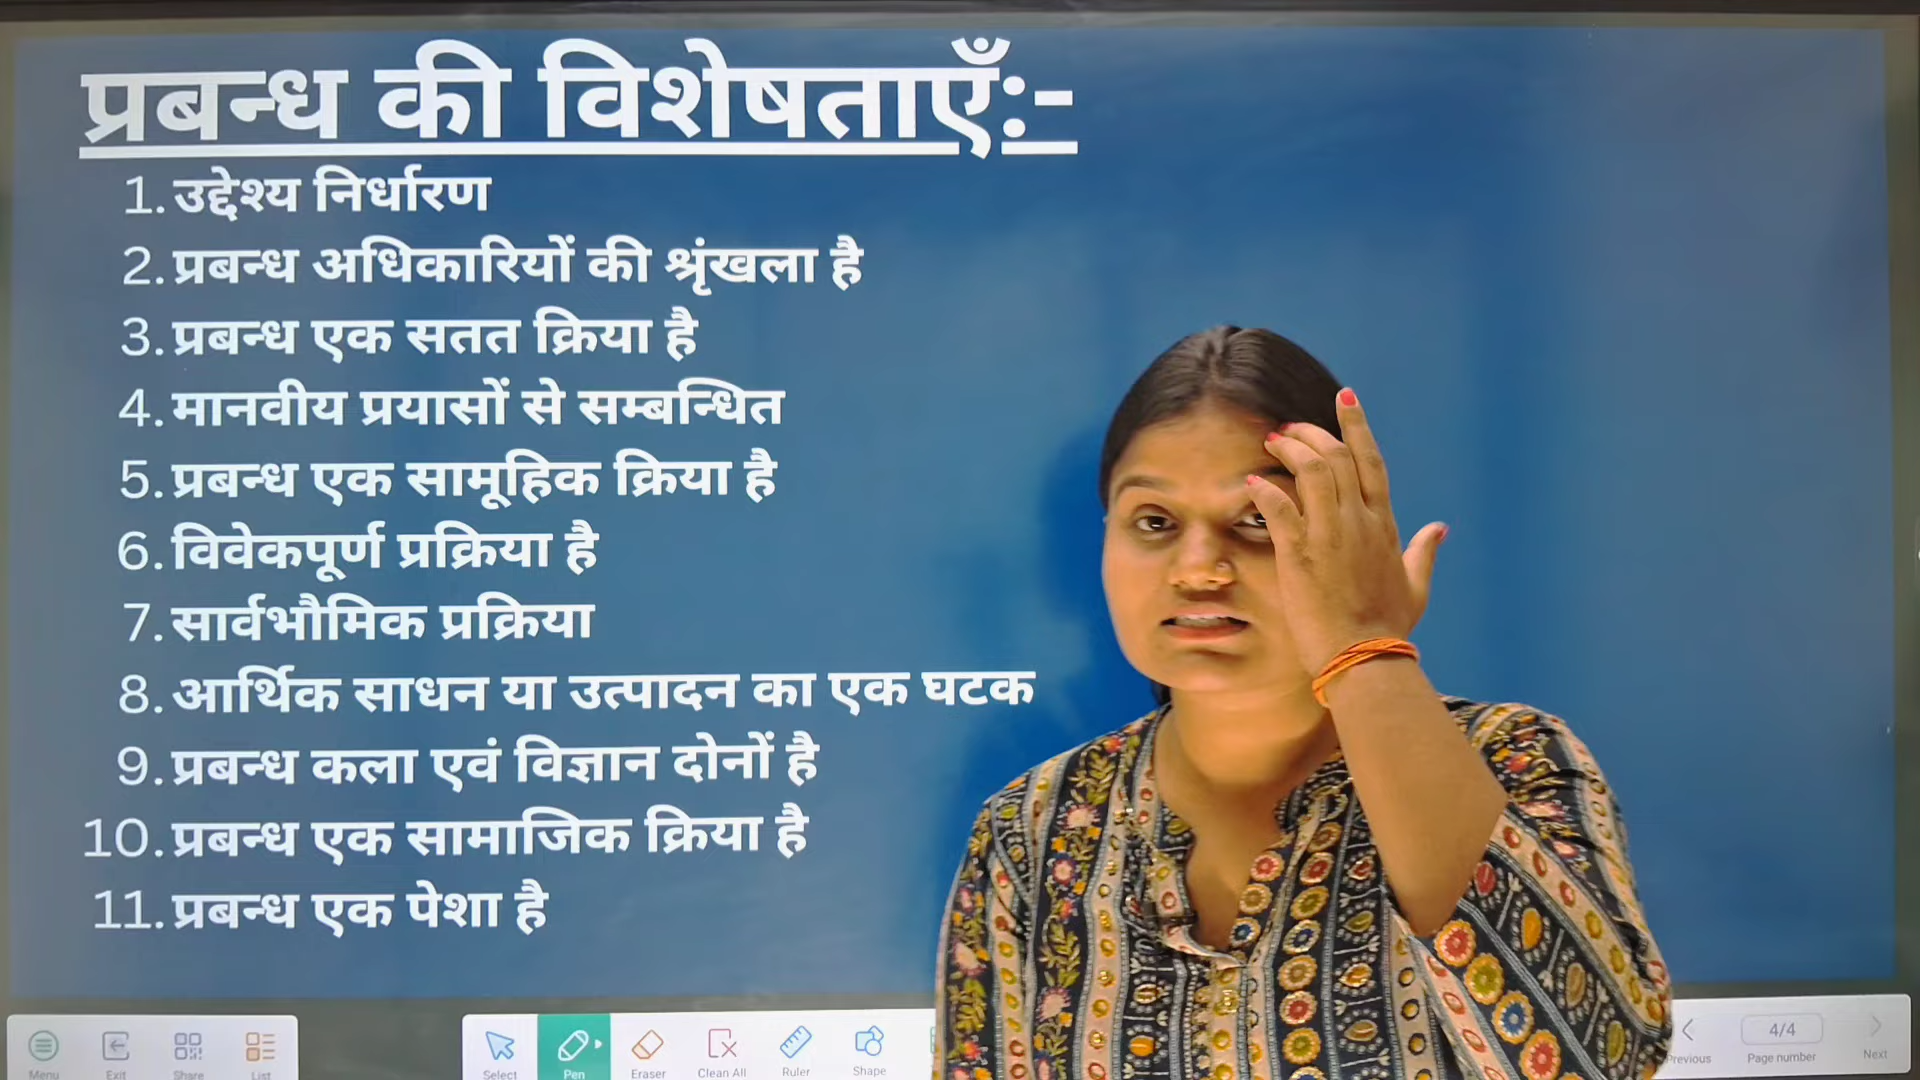 प्रबन्ध की विशेषताएँ:-
1. उद्देश्य निर्धारण
2. प्रबन्ध अधिकारियों की श्रृंखला है
3. प्रबन्ध एक सतत क्रिया है
4. मानवीय प्रयासों से सम्बन्धित
5. प्रबन्ध एक सामूहिक क्रिया है
6. विवेकपूर्ण प्रक्रिया है
7. सार्वभौमिक प्रक्रिया
8. आर्थिक साधन या उत्पादन का एक घटक
9. प्रबन्ध कला एवं विज्ञान दोनों है
10. प्रबन्ध एक सामाजिक क्रिया है
11. प्रबन्ध एक पेशा है
Menu Exit Share List Select Pen Eraser Clean All Ruler Shape
4/4
Previous Page number Next